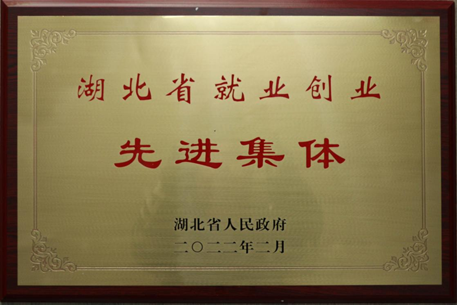 湖北省就业创业
先进集体
湖北省人民政府
二〇二二年二月